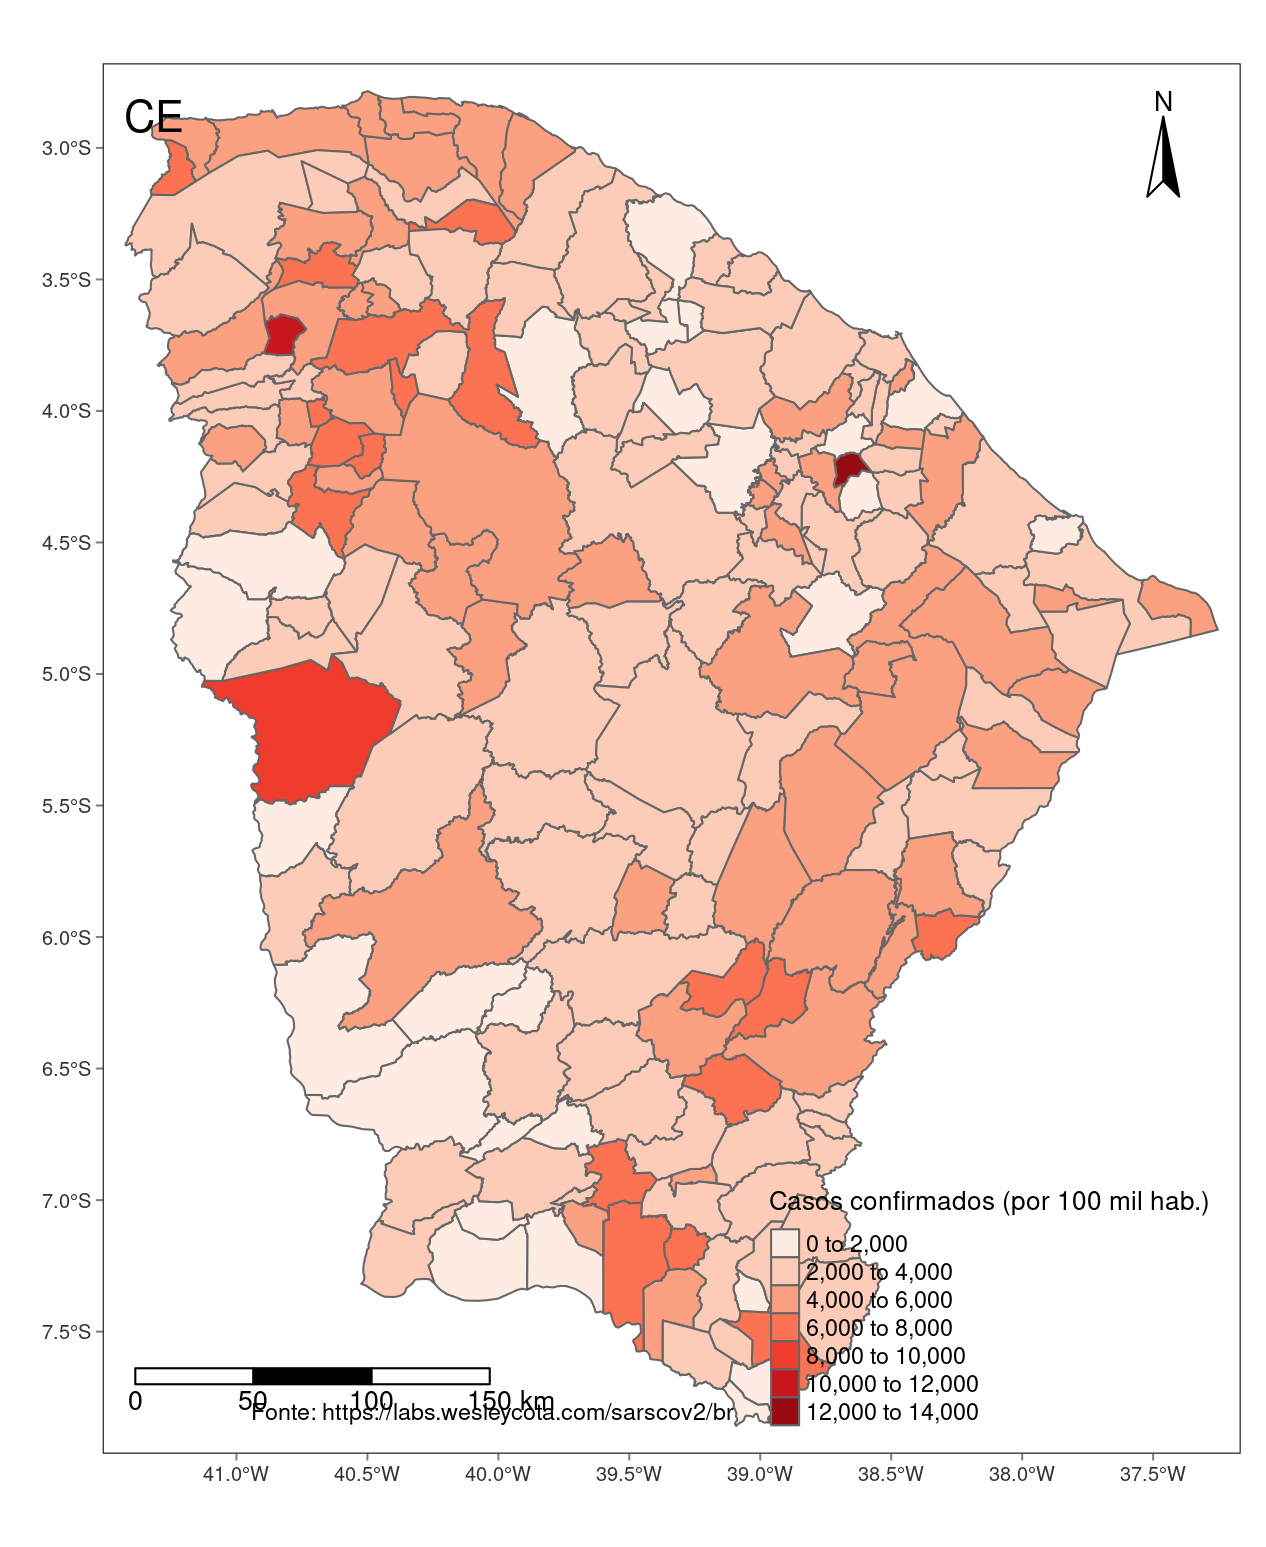 CE
N
3.0°S
3.5°S
4.0°S
4.5°S
5.0°S
5.5°S
6.0°S
6.5°S
7.0°S
7.5°S
Casos confirmados (por 100 mil hab.)
0 to 2,000
2,000 to 4,000
4,000 to 6,000
6,000 to 8,000
8,000 to 10,000
10,000 to 12,000
12,000 to 14,000
0 50 100 150 km
Fonte: https://labs.wesleycota.com/sarscov2/br
41.0°W 40.5°W 40.0°W 39.5°W 39.0°W 38.5°W 38.0°W 37.5°W